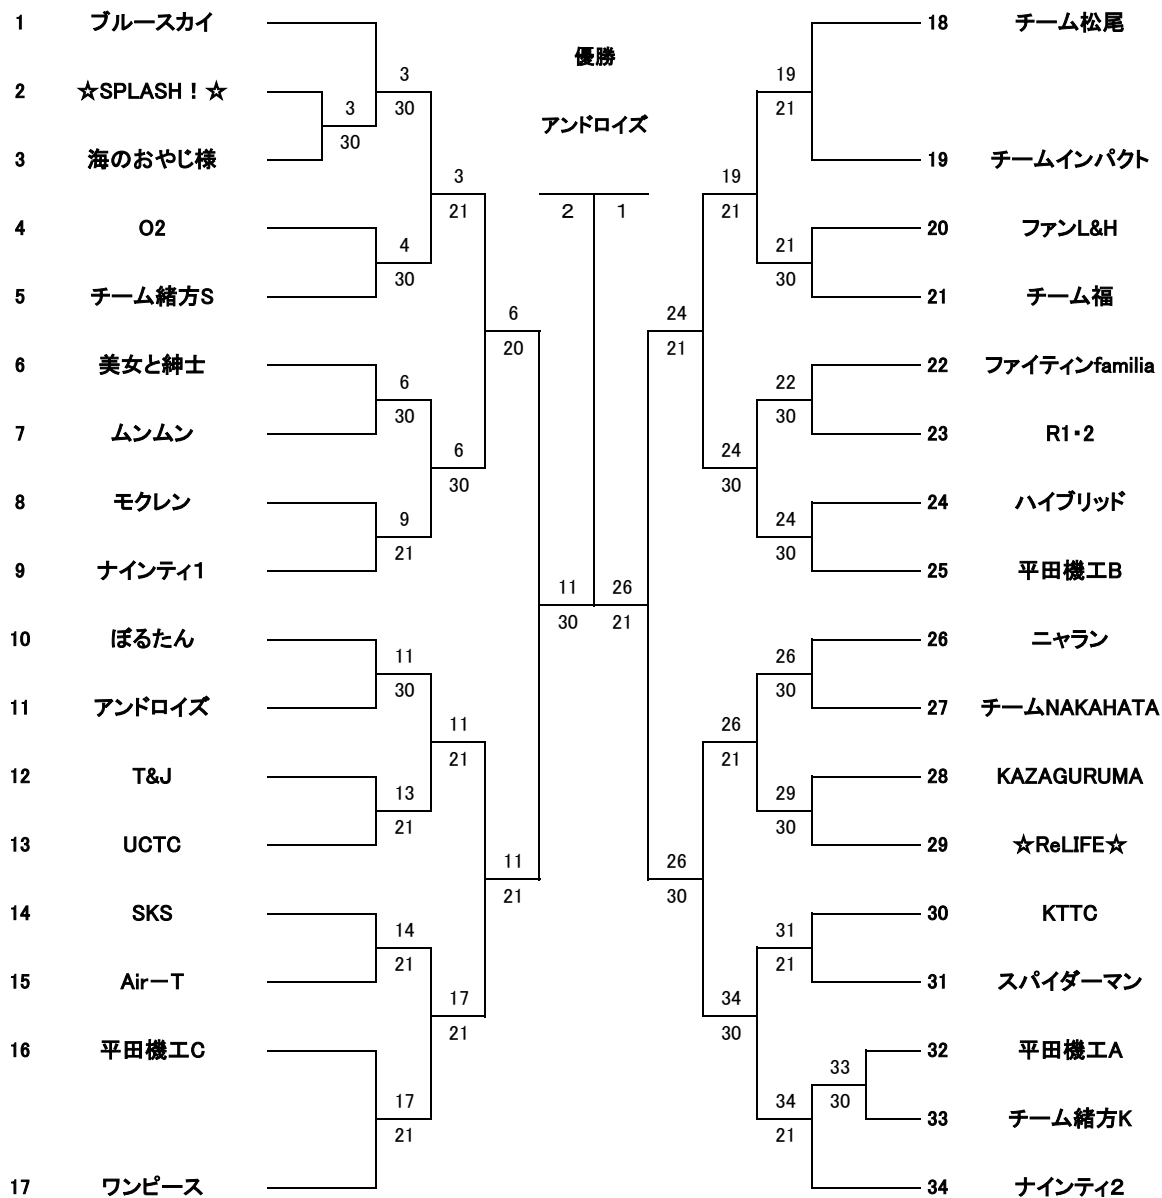 1 ブルースカイ
18 チーム松尾
優勝
3
19
2 ☆SPLASH!☆
3
30
21
30
アンドロイズ
3 海のおやじ様
19 チームインパクト
3
19
21
2
1
21
4 O2
20 ファンL&H
4
21
30
30
5 チーム緒方S
21 チーム福
6
24
20
21
6 美女と紳士
22 ファイティンfamilia
6
22
30
30
7 ムンムン
23 R1・2
6
24
30
30
8 モクレン
24 ハイブリッド
9
24
21
30
9 ナインティ1
25 平田機工B
11
26
30
21
10 ぼるたん
26 ニャラン
11
26
30
30
11 アンドロイズ
27 チームNAKAHATA
11
26
21
21
12 T&J
28 KAZAGURUMA
13
29
21
30
13 UCTC
29 ☆ReLIFE☆
11
26
21
30
14 SKS
30 KTTC
14
31
21
21
15 Air-T
31 スパイダーマン
17
34
21
30
16 平田機工C
32 平田機工A
33
17
34
30
33 チーム緒方K
21
21
17 ワンピース
34 ナインティ2